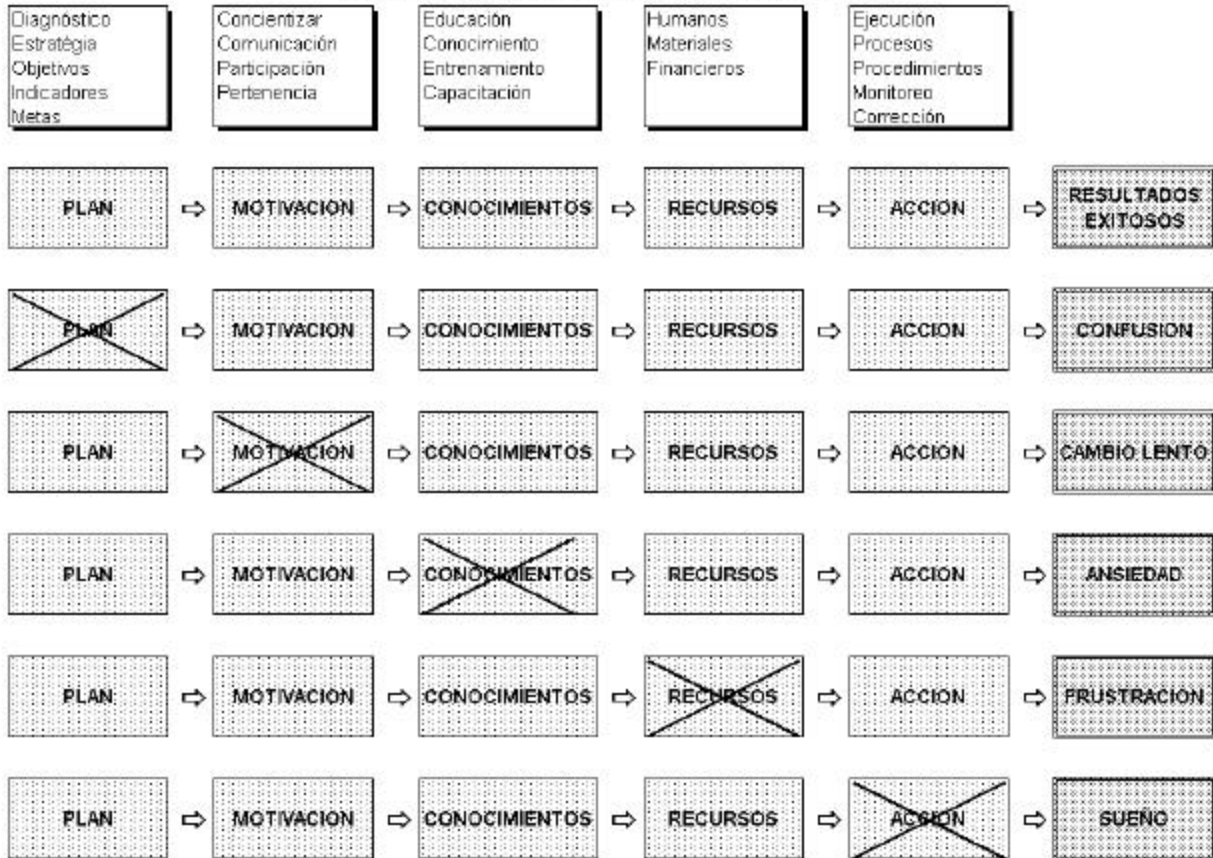 Diagnóstico
Estratégia
Objetivos
Indicadores
Metas
Concientizar
Comunicación
Participación
Pertenencia
Educación
Conocimiento
Entrenamiento
Capacitación
Humanos
Materiales
Financieros
Ejecución
Procesos
Procedimientos
Monitoreo
Corrección
PLAN MOTIVACION CONOCIMIENTOS RECURSOS ACCION RESULTADOS
EXITOSOS
PLAN MOTIVACION CONOCIMIENTOS RECURSOS ACCION CONFUSION
PLAN MOTIVACION CONOCIMIENTOS RECURSOS ACCION CAMBIO LENTO
PLAN MOTIVACION CONOCIMIENTOS RECURSOS ACCION ANSIEDAD
PLAN MOTIVACION CONOCIMIENTOS RECURSOS ACCION FRUSTRACION
PLAN MOTIVACION CONOCIMIENTOS RECURSOS ACCION SUEÑO